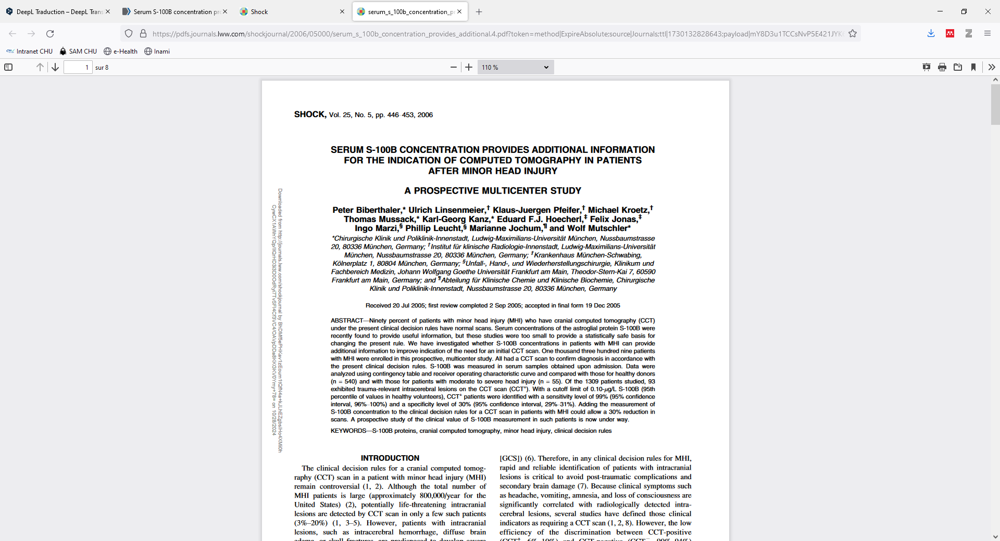 DeepL Traduction – DeepL Trans
Serum S-100B concentration pro
Shock
serum_s_100b_concentration_p
https://pdfs.journals.lww.com/shockjournal/2006/05000/serum_s_100b_concentration_provides_additional.4.pdf?token=method|ExpireAbsolute;source|Journals;ttl|1730132828643;payload|mY8D3u1TCCsNvP5E421JYK
Intranet CHU
SAM CHU
e-Health
Inami
1 sur 8
110 %
SHOCK, Vol. 25, No. 5, pp. 446–453, 2006
SERUM S-100B CONCENTRATION PROVIDES ADDITIONAL INFORMATION
FOR THE INDICATION OF COMPUTED TOMOGRAPHY IN PATIENTS
AFTER MINOR HEAD INJURY
A PROSPECTIVE MULTICENTER STUDY
Peter Biberthaler,* Ulrich Linsenmeier,† Klaus-Juergen Pfeifer,† Michael Kroetz,†
Thomas Mussack,* Karl-Georg Kanz,* Eduard F.J. Hoecherl,‡ Felix Jonas,‡
Ingo Marzi,§ Phillip Leucht,§ Marianne Jochum,¶ and Wolf Mutschler*
*Chirurgische Klinik und Poliklinik-Innenstadt, Ludwig-Maximilians-Universität München, Nussbaumstrasse
20, 80336 München, Germany; †Institut für klinische Radiologie-Innenstadt, Ludwig-Maximilians-Universität
München, Nussbaumstrasse 20, 80336 München, Germany; ‡Krankenhaus München-Schwabing,
Kölnerplatz 1, 80804 München, Germany; §Unfall-, Hand-, und Wiederherstellungschirurgie, Klinikum und
Fachbereich Medizin, Johann Wolfgang Goethe Universität Frankfurt am Main, Theodor-Stern-Kai 7, 60590
Frankfurt am Main, Germany; and ¶Abteilung für Klinische Chemie und Klinische Biochemie, Chirurgische
Klinik und Poliklinik-Innenstadt, Nussbaumstrasse 20, 80336 München, Germany
Received 20 Jul 2005; first review completed 2 Sep 2005; accepted in final form 19 Dec 2005
ABSTRACT—Ninety percent of patients with minor head injury (MHI) who have cranial computed tomography (CCT)
under the present clinical decision rules have normal scans. Serum concentrations of the astroglial protein S-100B were
recently found to provide useful information, but these studies were too small to provide a statistically safe basis for
changing the present rule. We have investigated whether S-100B concentrations in patients with MHI can provide
additional information to improve indication of the need for an initial CCT scan. One thousand three hundred nine patients
with MHI were enrolled in this prospective, multicenter study. All had a CCT scan to confirm diagnosis in accordance with
the present clinical decision rules. S-100B was measured in serum samples obtained upon admission. Data were
analyzed using contingency table and receiver operating characteristic curve and compared with those for healthy donors
(n = 540) and with those for patients with moderate to severe head injury (n = 55). Of the 1309 patients studied, 93
exhibited trauma-relevant intracerebral lesions on the CCT scan (CCT⁺). With a cutoff limit of 0.10-μg/L S-100B (95th
percentile of values in healthy volunteers), CCT⁺ patients were identified with a sensitivity level of 99% (95% confidence
interval, 96%–100%) and a specificity level of 30% (95% confidence interval, 29%–31%). Adding the measurement of
S-100B concentration to the clinical decision rules for a CCT scan in patients with MHI could allow a 30% reduction in
scans. A prospective study of the clinical value of S-100B measurement in such patients is now under way.
KEYWORDS—S-100B proteins, cranial computed tomography, minor head injury, clinical decision rules
Downloaded from http://journals.lww.com/shockjournal by
on 10/28/2024
INTRODUCTION
The clinical decision rules for a cranial computed tomog-
raphy (CCT) scan in a patient with minor head injury (MHI)
remain controversial (1, 2). Although the total number of
MHI patients is large (approximately 800,000/year for the
United States) (2), potentially life-threatening intracranial
lesions are detected by CCT scan in only a few such patients
(3%–20%) (1, 3–5). However, patients with intracranial
lesions, such as intracerebral hemorrhage, diffuse brain
edema, or skull fractures, are predisposed to develop severe
[GCS]) (6). Therefore, in any clinical decision rules for MHI,
rapid and reliable identification of patients with intracranial
lesions is critical to avoid post-traumatic complications and
secondary brain damage (7). Because clinical symptoms such
as headache, vomiting, amnesia, and loss of consciousness are
significantly correlated with radiologically detected intra-
cerebral lesions, several studies have defined those clinical
indicators as requiring a CCT scan (1, 2, 8). However, the low
efficiency of the discrimination between CCT-positive
(CCT⁺, 6%–10%) and CCT-negative (CCT⁻, 90%–94%)